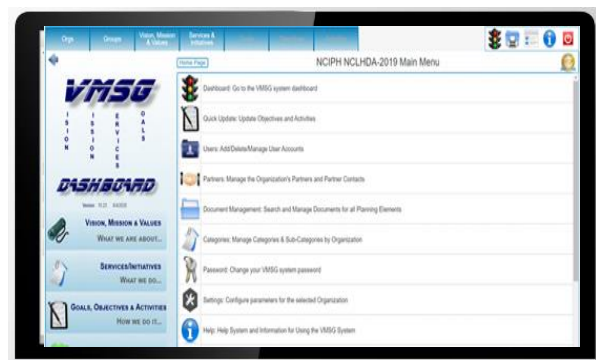 Orgs
Groups
Vision, Mission & Values
Services & Initiatives
Home Page
NCIPH NCLHDA-2019 Main Menu
VMSG
ISION
ISSION
ERVICES
OALS
DASHBOARD
Dashboard: Go to the VMSG system dashboard
Quick Update: Update Objectives and Activities
Users: Add/Delete/Manage User Accounts
Partners: Manage the Organization's Partners and Partner Contacts
Document Management: Search and Manage Documents for all Planning Elements
Categories: Manage Categories & Sub-Categories by Organization
Password: Change your VMSG system password
Settings: Configure parameters for the selected Organization
Help: Help System and Information for Using the VMSG System
VISION, MISSION & VALUES
WHAT WE ARE ABOUT...
SERVICES/INITIATIVES
WHAT WE DO...
GOALS, OBJECTIVES & ACTIVITIES
HOW WE DO IT...